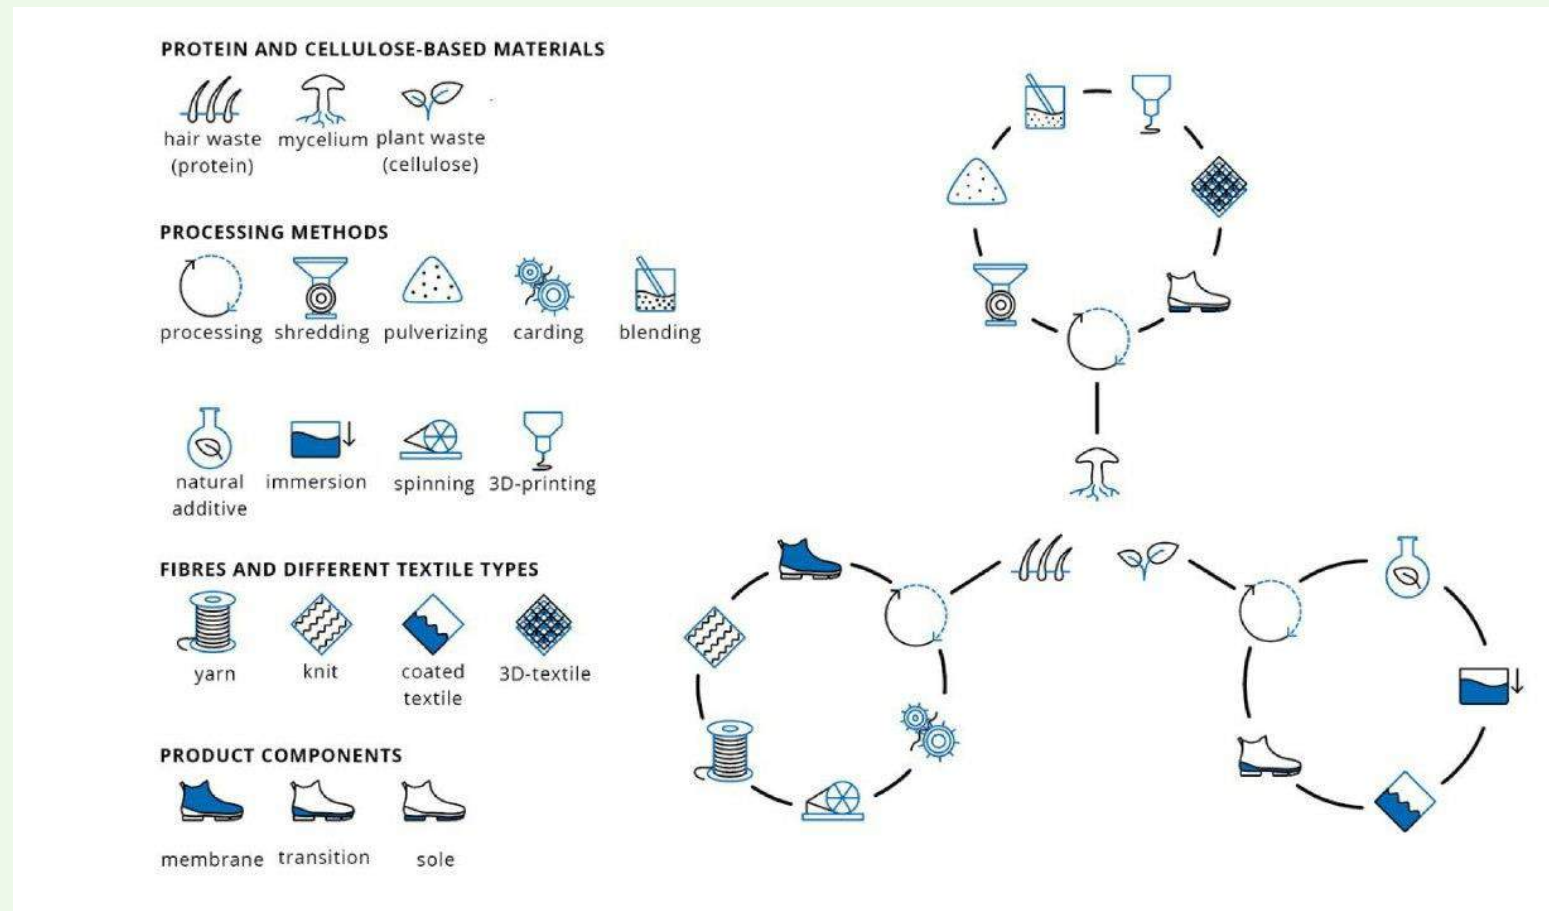 PROTEIN AND CELLULOSE-BASED MATERIALS
hair waste mycelium plant waste
(protein) (cellulose)
PROCESSING METHODS
processing shredding pulverizing carding blending
natural immersion spinning 3D-printing
additive
FIBRES AND DIFFERENT TEXTILE TYPES
yarn knit coated 3D-textile
textile
PRODUCT COMPONENTS
membrane transition sole